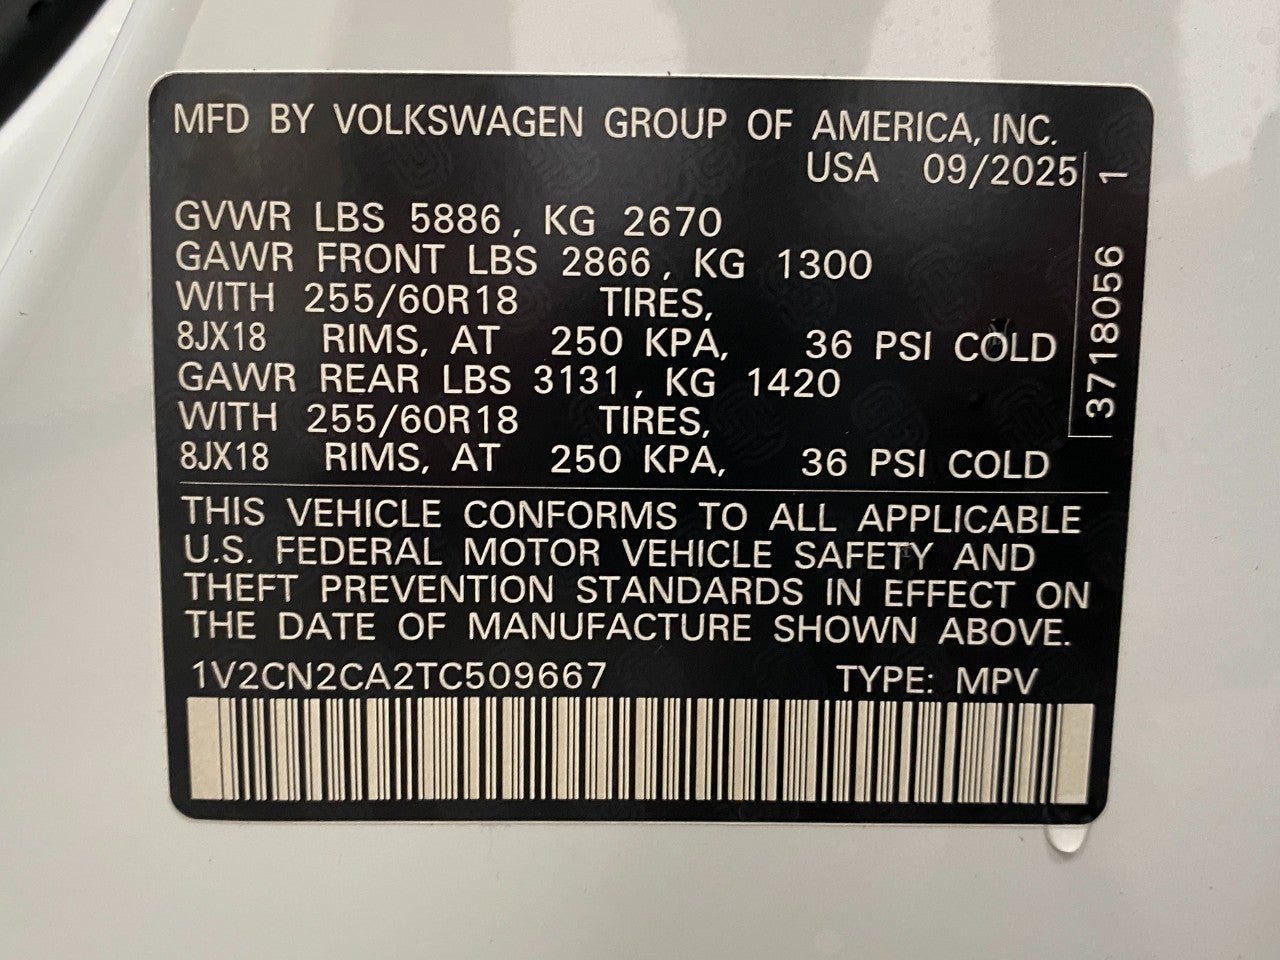 MFD BY VOLKSWAGEN GROUP OF AMERICA, INC.
USA 09/2025
GVWR LBS 5886, KG 2670
GAWR FRONT LBS 2866, KG 1300
WITH 255/60R18 TIRES,
8JX18 RIMS, AT 250 KPA, 36 PSI COLD
GAWR REAR LBS 3131, KG 1420
WITH 255/60R18 TIRES,
8JX18 RIMS, AT 250 KPA, 36 PSI COLD
3718056 1
THIS VEHICLE CONFORMS TO ALL APPLICABLE
U.S. FEDERAL MOTOR VEHICLE SAFETY AND
THEFT PREVENTION STANDARDS IN EFFECT ON
THE DATE OF MANUFACTURE SHOWN ABOVE.
1V2CN2CA2TC509667 TYPE: MPV